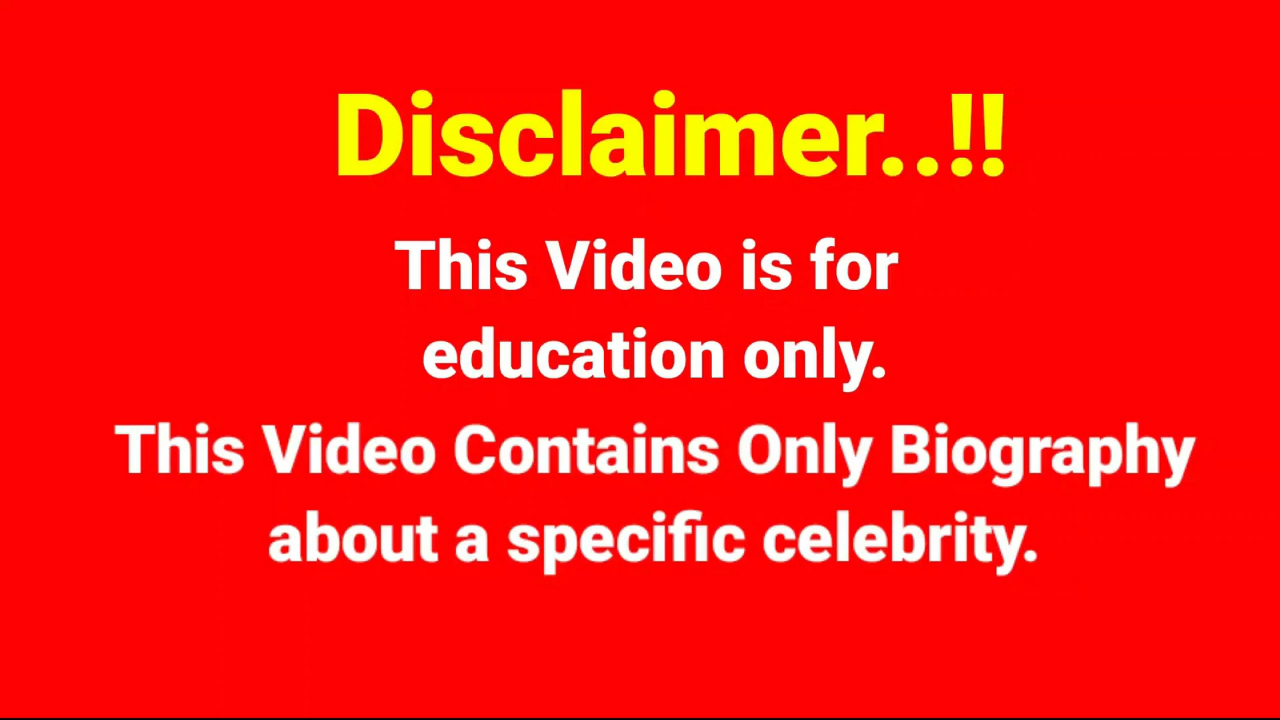 Disclaimer..!!
This Video is for
education only.
This Video Contains Only Biography
about a specific celebrity.